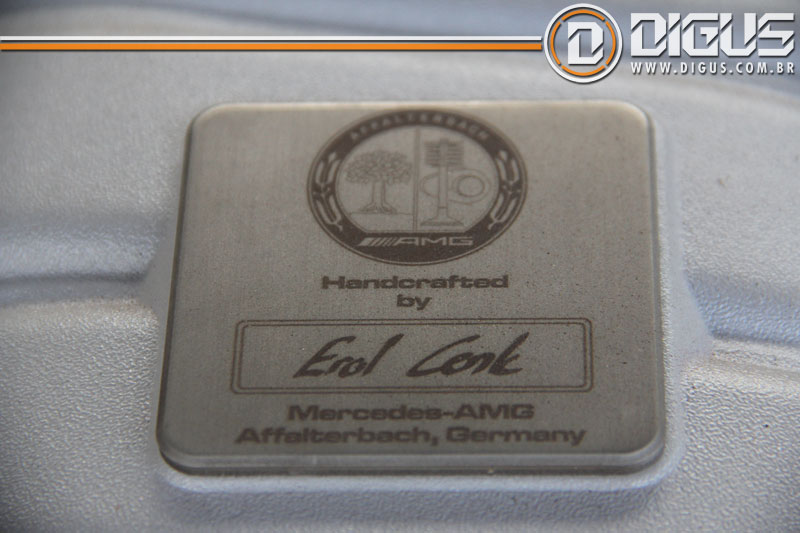 DIGUS
WWW.DIGUS.COM.BR
AFFALTERBACH
AMG
Handcrafted
by
Erol Cenk
Mercedes-AMG
Affalterbach, Germany